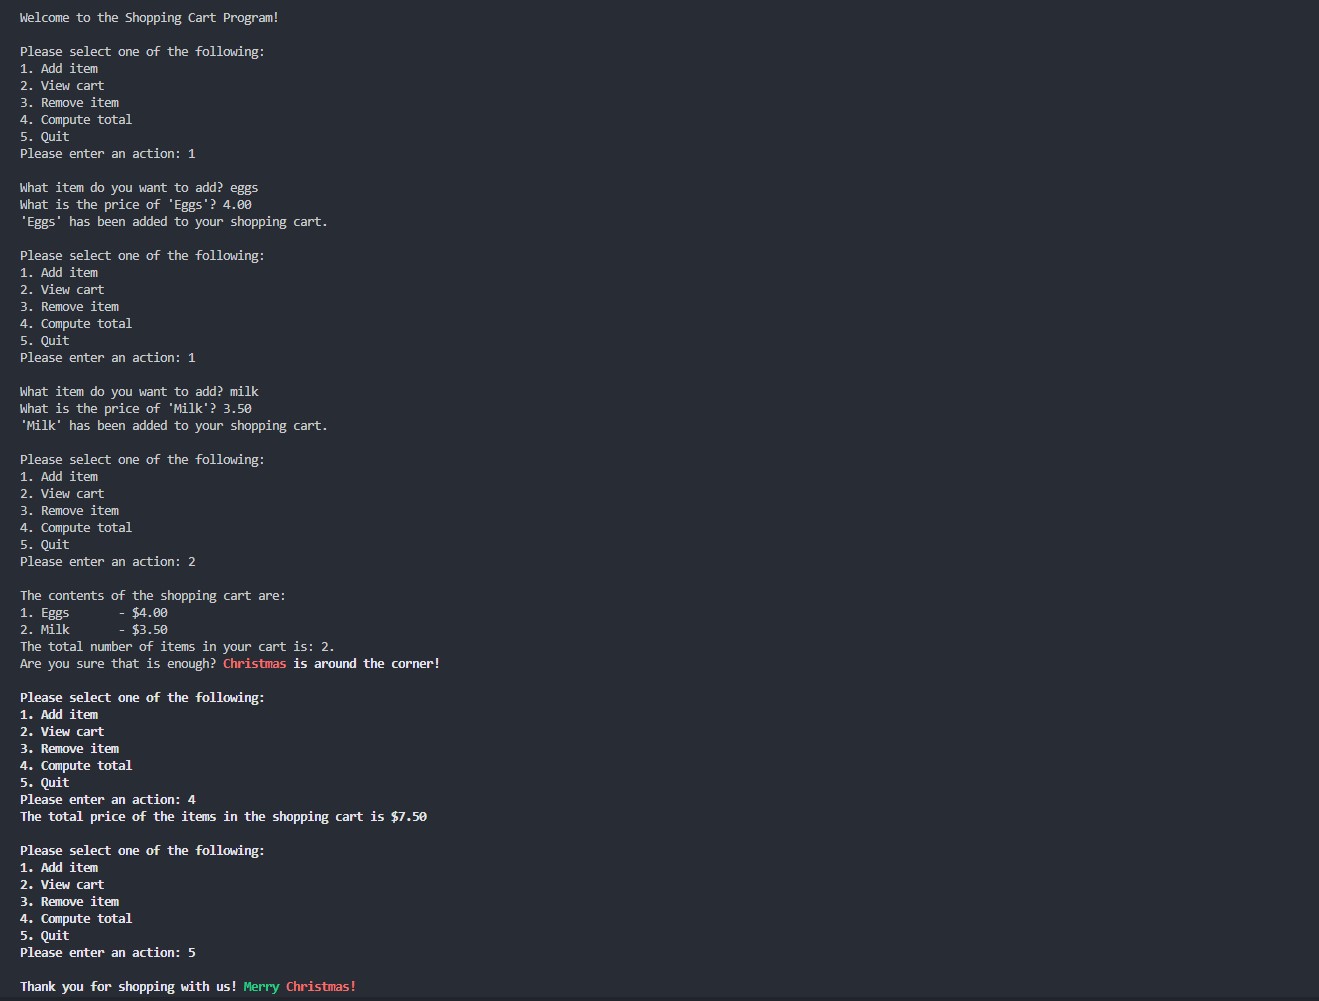 Welcome to the Shopping Cart Program!
Please select one of the following:
1. Add item
2. View cart
3. Remove item
4. Compute total
5. Quit
Please enter an action: 1
What item do you want to add? eggs
What is the price of 'Eggs'? 4.00
'Eggs' has been added to your shopping cart.
Please select one of the following:
1. Add item
2. View cart
3. Remove item
4. Compute total
5. Quit
Please enter an action: 1
What item do you want to add? milk
What is the price of 'Milk'? 3.50
'Milk' has been added to your shopping cart.
Please select one of the following:
1. Add item
2. View cart
3. Remove item
4. Compute total
5. Quit
Please enter an action: 2
The contents of the shopping cart are:
1. Eggs       - $4.00
2. Milk       - $3.50
The total number of items in your cart is: 2.
Are you sure that is enough? Christmas is around the corner!
Please select one of the following:
1. Add item
2. View cart
3. Remove item
4. Compute total
5. Quit
Please enter an action: 4
The total price of the items in the shopping cart is $7.50
Please select one of the following:
1. Add item
2. View cart
3. Remove item
4. Compute total
5. Quit
Please enter an action: 5
Thank you for shopping with us! Merry Christmas!